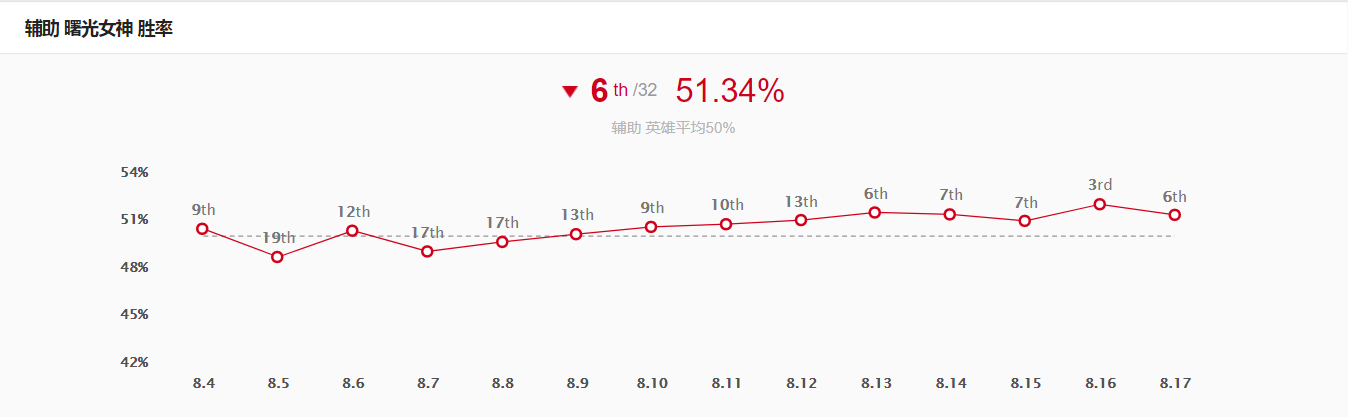 辅助 曙光女神 胜率
▼ 6 th /32 51.34%
辅助 英雄平均50%
54%
51%
48%
45%
42%
9th
19th
12th
17th
17th
13th
9th
10th
13th
6th
7th
7th
3rd
6th
8.4 8.5 8.6 8.7 8.8 8.9 8.10 8.11 8.12 8.13 8.14 8.15 8.16 8.17